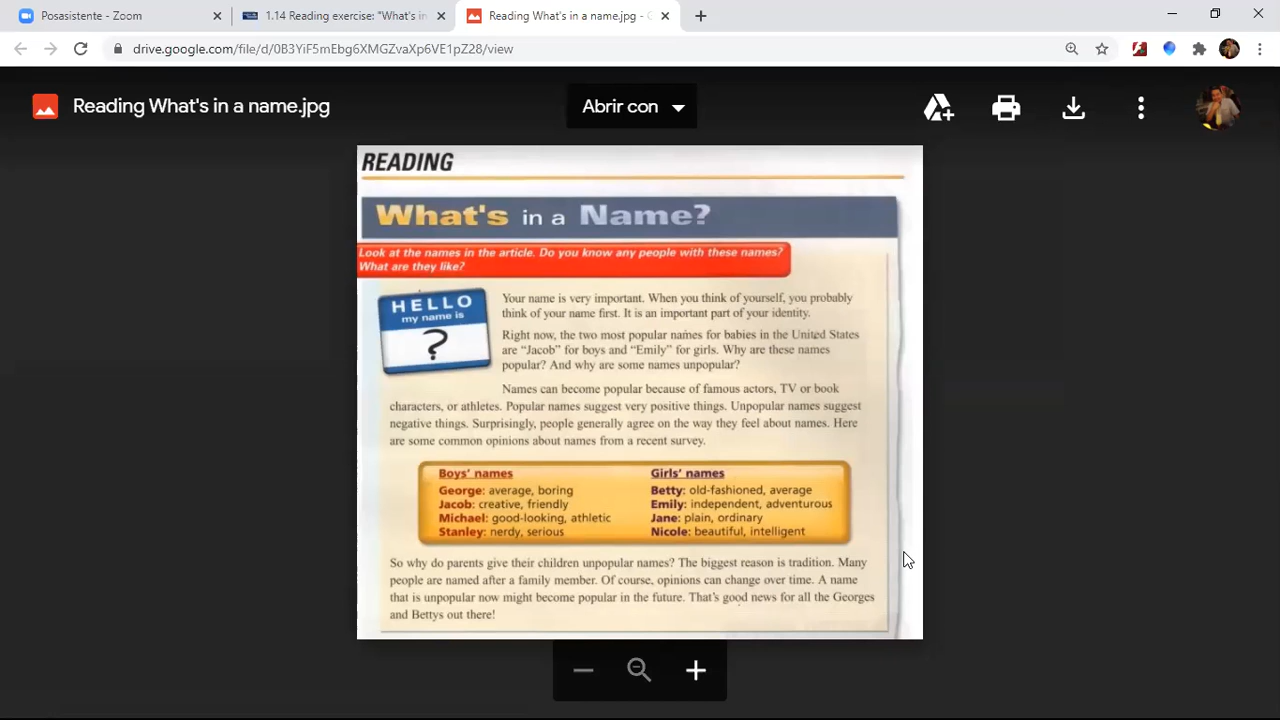 Posasistente - Zoom
1.14 Reading exercise: "What's in
Reading What's in a name.jpg - G
drive.google.com/file/d/0B3YiF5mEbg6XMGZvaXp6VE1pZ28/view
Reading What's in a name.jpg
Abrir con
READING
What's in a Name?
Look at the names in the article. Do you know any people with these names?
What are they like?
HELLO
my name is
?
Your name is very important. When you think of yourself, you probably
think of your name first. It is an important part of your identity.
Right now, the two most popular names for babies in the United States
are “Jacob” for boys and “Emily” for girls. Why are these names
popular? And why are some names unpopular?
Names can become popular because of famous actors, TV or book
characters, or athletes. Popular names suggest very positive things. Unpopular names suggest
negative things. Surprisingly, people generally agree on the way they feel about names. Here
are some common opinions about names from a recent survey.
Boys' names
George: average, boring
Jacob: creative, friendly
Michael: good-looking, athletic
Stanley: nerdy, serious
Girls' names
Betty: old-fashioned, average
Emily: independent, adventurous
Jane: plain, ordinary
Nicole: beautiful, intelligent
So why do parents give their children unpopular names? The biggest reason is tradition. Many
people are named after a family member. Of course, opinions can change over time. A name
that is unpopular now might become popular in the future. That's good news for all the Georges
and Bettys out there!